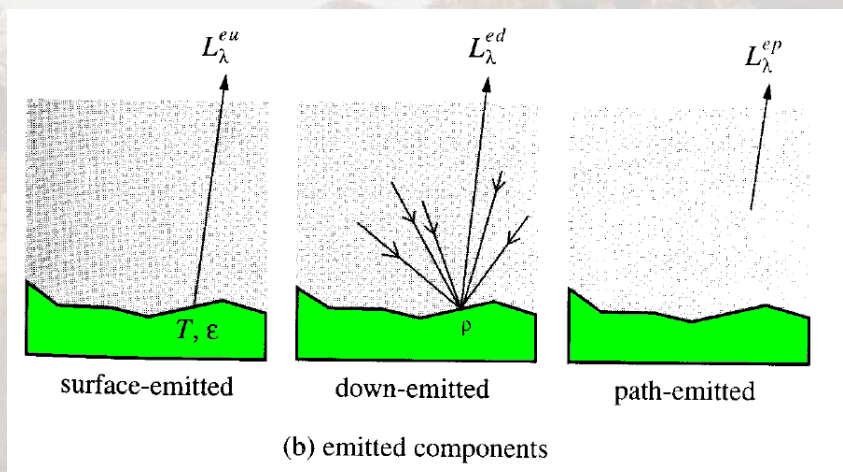 L_λ^{eu} L_λ^{ed} L_λ^{ep}
T, ε ρ
surface-emitted down-emitted path-emitted
(b) emitted components